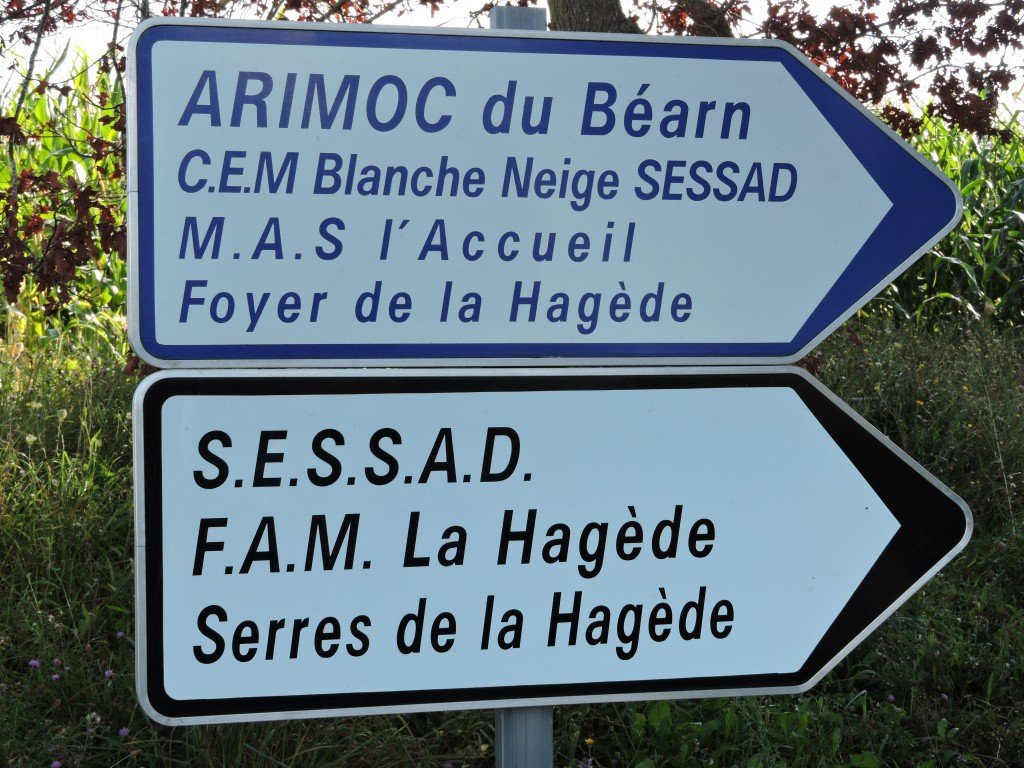 ARIMOC du Béarn
C.E.M Blanche Neige SESSAD
M.A.S l'Accueil
Foyer de la Hagède
S.E.S.S.A.D.
F.A.M. La Hagède
Serres de la Hagède